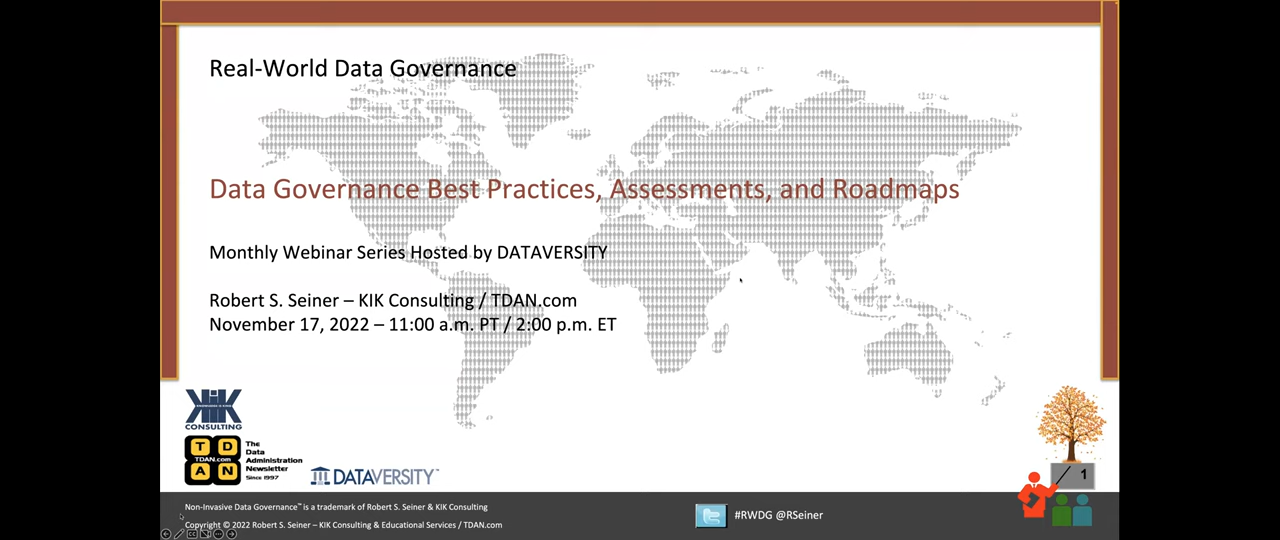 Real-World Data Governance
Data Governance Best Practices, Assessments, and Roadmaps
Monthly Webinar Series Hosted by DATAVERSITY
Robert S. Seiner – KIK Consulting / TDAN.com
November 17, 2022 – 11:00 a.m. PT / 2:00 p.m. ET
KIK
CONSULTING
T D
TDAN.com
A N
The
Data
Administration
Newsletter
Since 1997
DATAVERSITY™
1
Non-Invasive Data Governance™ is a trademark of Robert S. Seiner & KIK Consulting
Copyright © 2022 Robert S. Seiner – KIK Consulting & Educational Services / TDAN.com
#RWDG @RSeiner